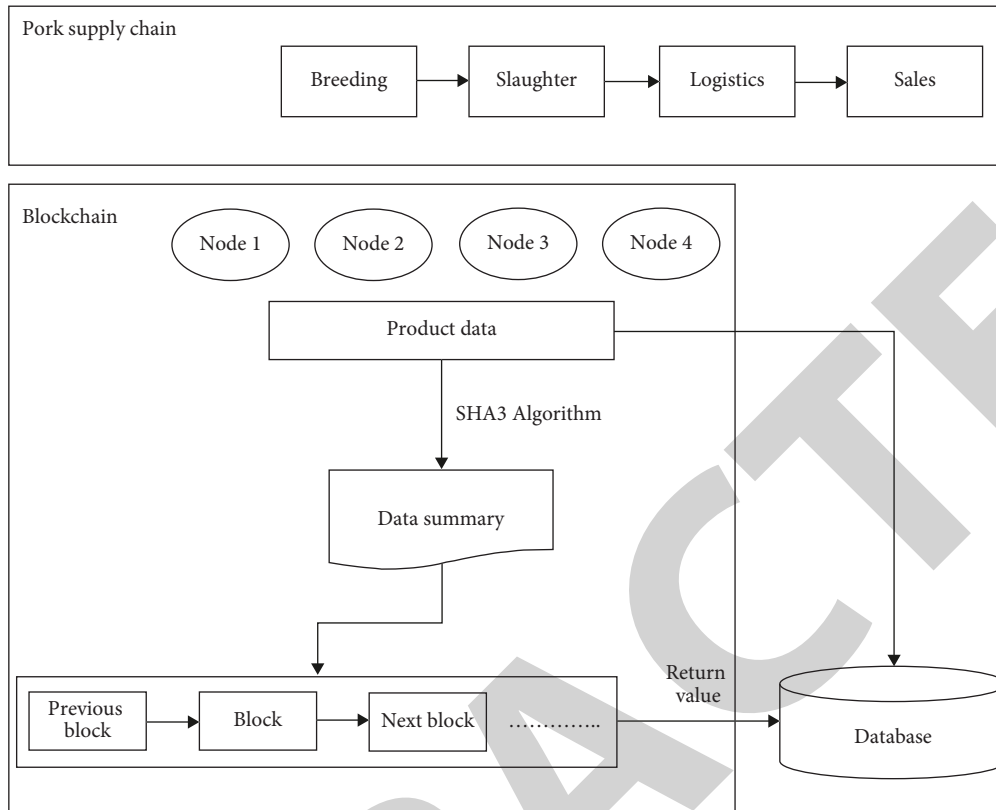 Pork supply chain
Breeding
Slaughter
Logistics
Sales
Blockchain
Node 1
Node 2
Node 3
Node 4
Product data
SHA3 Algorithm
Data summary
Return
value
Previous
block
Block
Next block
…………..
Database
ACTE